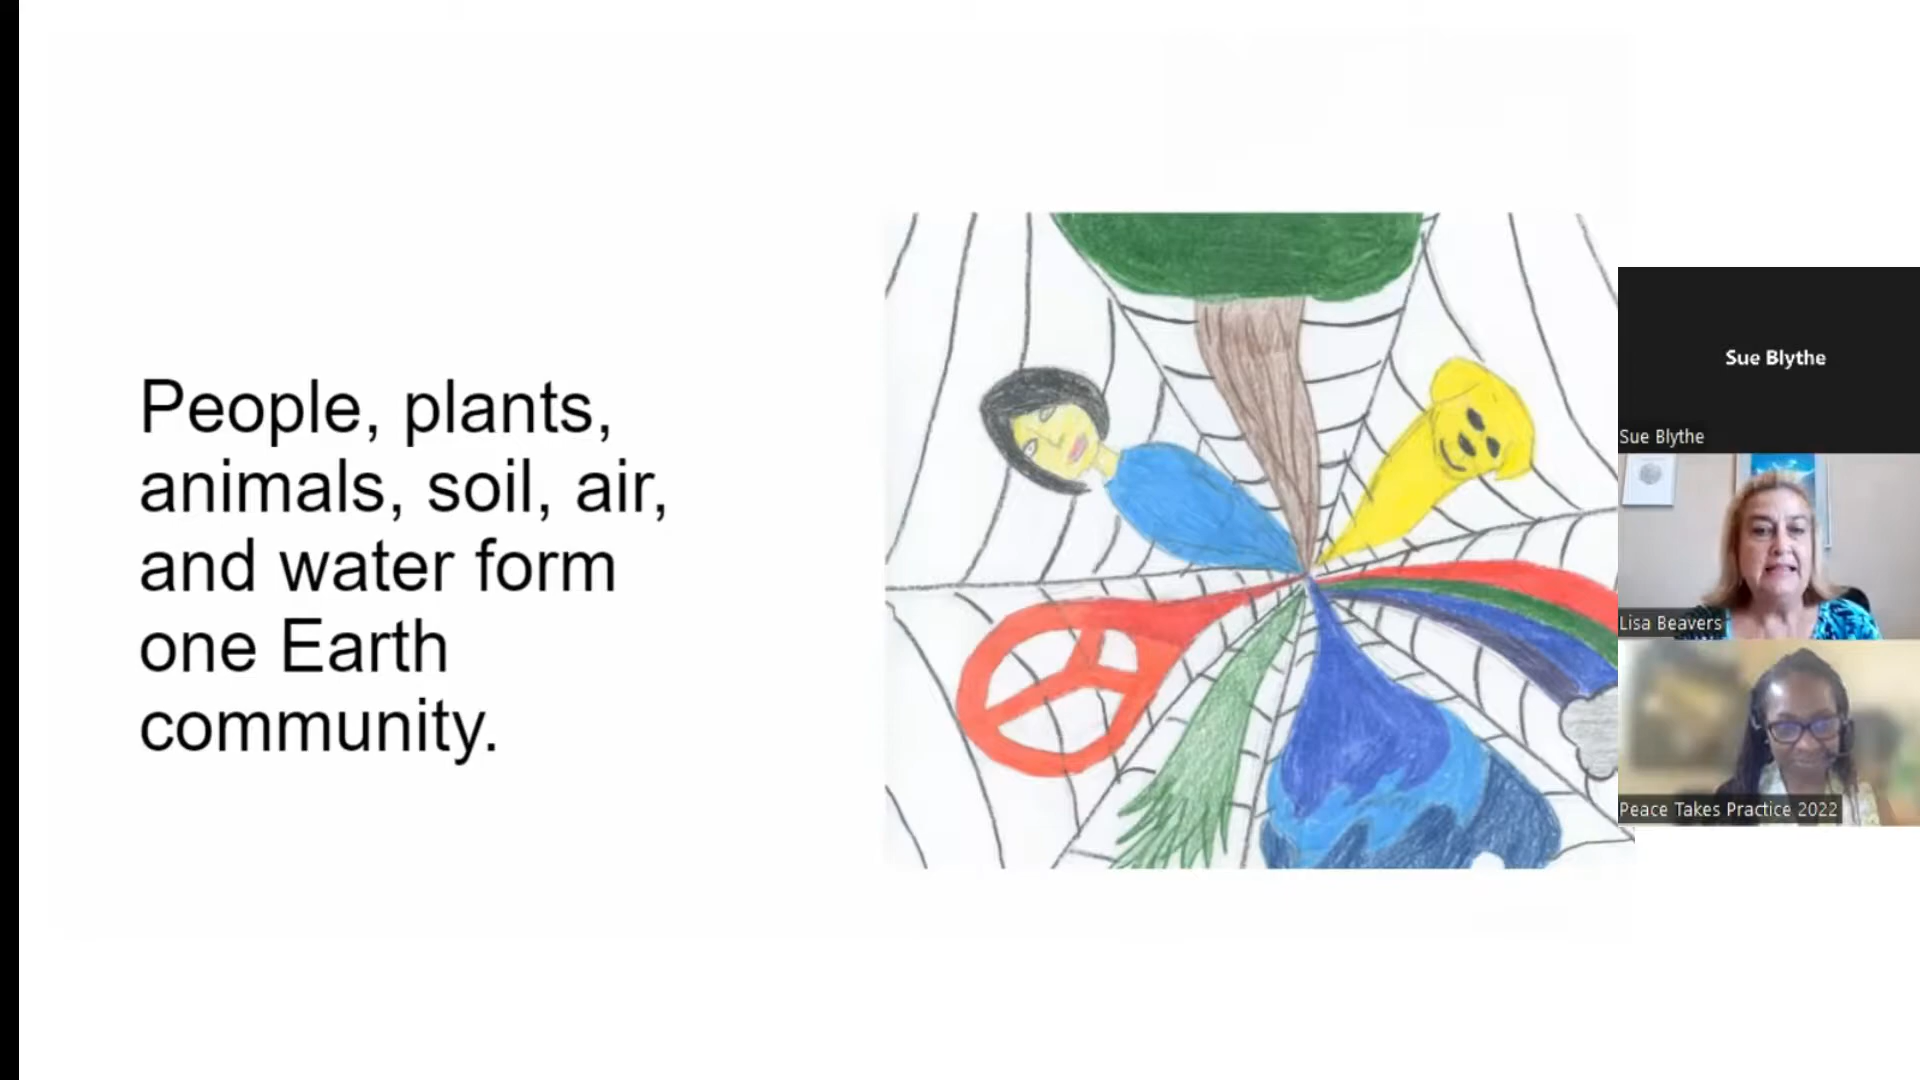 People, plants,
animals, soil, air,
and water form
one Earth
community.
Sue Blythe
Sue Blythe
Lisa Beavers
Peace Takes Practice 2022